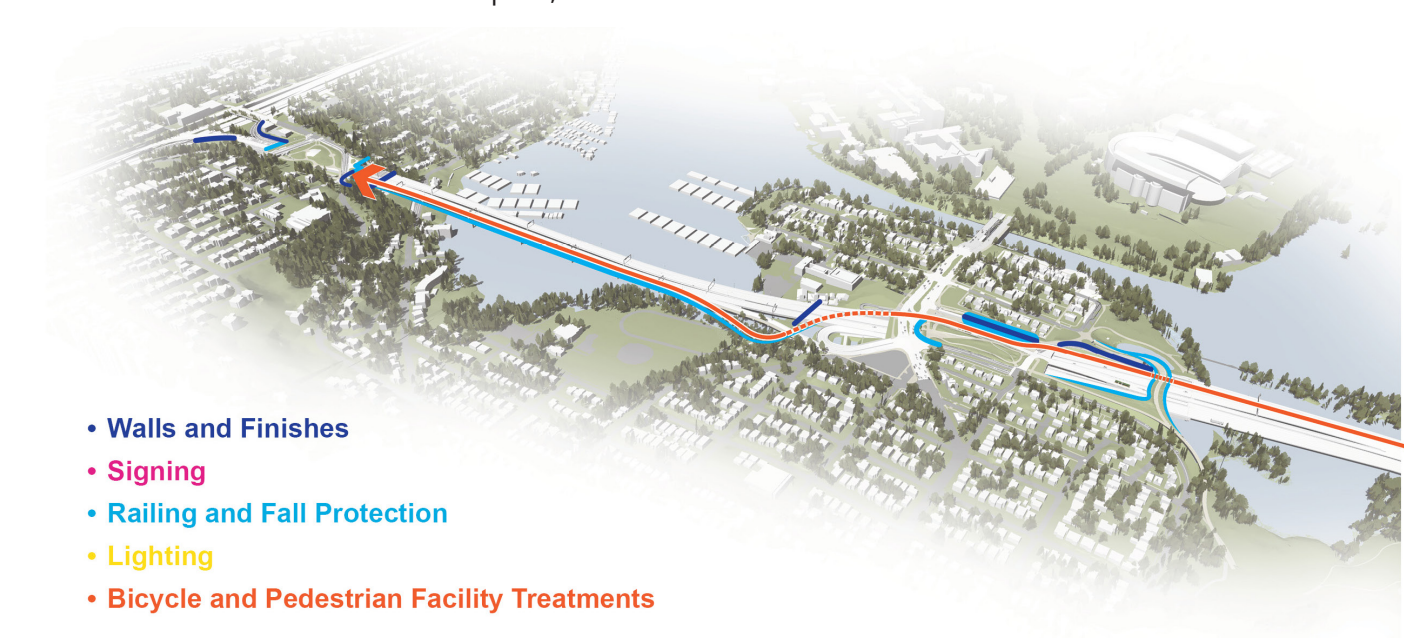 • Walls and Finishes
• Signing
• Railing and Fall Protection
• Lighting
• Bicycle and Pedestrian Facility Treatments